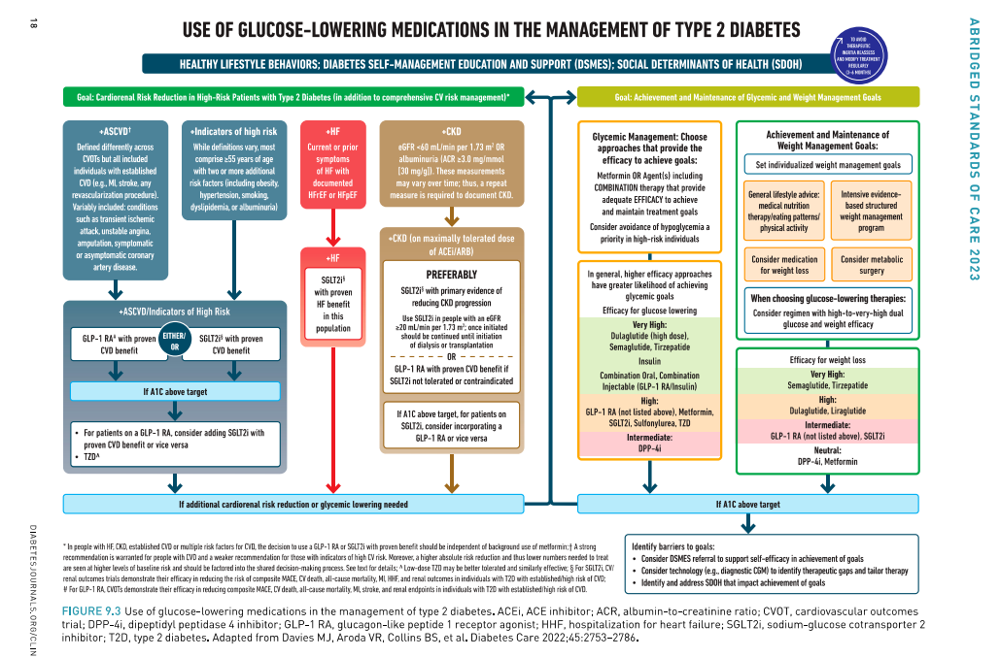 18
USE OF GLUCOSE-LOWERING MEDICATIONS IN THE MANAGEMENT OF TYPE 2 DIABETES
HEALTHY LIFESTYLE BEHAVIORS; DIABETES SELF-MANAGEMENT EDUCATION AND SUPPORT (DSMES); SOCIAL DETERMINANTS OF HEALTH (SDOH)
TO AVOID
THERAPEUTIC
INERTIA REASSESS
AND MODIFY TREATMENT
REGULARLY
(3–6 MONTHS)
ABRIDGED STANDARDS OF CARE 2023
Goal: Cardiorenal Risk Reduction in High-Risk Patients with Type 2 Diabetes (in addition to comprehensive CV risk management)*
+ASCVD†
Defined differently across
CVOTs but all included
individuals with established
CVD (e.g., MI, stroke, any
revascularization procedure).
Variably included: conditions
such as transient ischemic
attack, unstable angina,
amputation, symptomatic
or asymptomatic coronary
artery disease.
+Indicators of high risk
While definitions vary, most
comprise ≥55 years of age
with two or more additional
risk factors (including obesity,
hypertension, smoking,
dyslipidemia, or albuminuria)
+HF
Current or prior
symptoms
of HF with
documented
HFrEF or HFpEF
+CKD
eGFR <60 mL/min per 1.73 m² OR
albuminuria (ACR ≥3.0 mg/mmol
[30 mg/g]). These measurements
may vary over time; thus, a repeat
measure is required to document CKD.
+ASCVD/Indicators of High Risk
GLP-1 RA# with proven
CVD benefit
EITHER/
OR
SGLT2i§ with proven
CVD benefit
If A1C above target
• For patients on a GLP-1 RA, consider adding SGLT2i with
proven CVD benefit or vice versa
• TZD^
+HF
SGLT2i§
with proven
HF benefit
in this
population
+CKD (on maximally tolerated dose
of ACEi/ARB)
PREFERABLY
SGLT2i§ with primary evidence of
reducing CKD progression
Use SGLT2i in people with an eGFR
≥20 mL/min per 1.73 m²; once initiated
should be continued until initiation
of dialysis or transplantation
OR
GLP-1 RA with proven CVD benefit if
SGLT2i not tolerated or contraindicated
If A1C above target, for patients on
SGLT2i, consider incorporating a
GLP-1 RA or vice versa
If additional cardiorenal risk reduction or glycemic lowering needed
Goal: Achievement and Maintenance of Glycemic and Weight Management Goals
Glycemic Management: Choose
approaches that provide the
efficacy to achieve goals:
Metformin OR Agent(s) including
COMBINATION therapy that provide
adequate EFFICACY to achieve
and maintain treatment goals
Consider avoidance of hypoglycemia a
priority in high-risk individuals
In general, higher efficacy approaches
have greater likelihood of achieving
glycemic goals
Efficacy for glucose lowering
Very High:
Dulaglutide (high dose),
Semaglutide, Tirzepatide
Insulin
Combination Oral, Combination
Injectable (GLP-1 RA/Insulin)
High:
GLP-1 RA (not listed above), Metformin,
SGLT2i, Sulfonylurea, TZD
Intermediate:
DPP-4i
Achievement and Maintenance of
Weight Management Goals:
Set individualized weight management goals
General lifestyle advice:
medical nutrition
therapy/eating patterns/
physical activity
Intensive evidence-
based structured
weight management
program
Consider medication
for weight loss
Consider metabolic
surgery
When choosing glucose-lowering therapies:
Consider regimen with high-to-very-high dual
glucose and weight efficacy
Efficacy for weight loss
Very High:
Semaglutide, Tirzepatide
High:
Dulaglutide, Liraglutide
Intermediate:
GLP-1 RA (not listed above), SGLT2i
Neutral:
DPP-4i, Metformin
If A1C above target
Identify barriers to goals:
• Consider DSMES referral to support self-efficacy in achievement of goals
• Consider technology (e.g., diagnostic CGM) to identify therapeutic gaps and tailor therapy
• Identify and address SDOH that impact achievement of goals
* In people with HF, CKD, established CVD or multiple risk factors for CVD, the decision to use a GLP-1 RA or SGLT2i with proven benefit should be independent of background use of metformin;† A strong
recommendation is warranted for people with CVD and a weaker recommendation for those with indicators of high CV risk. Moreover, a higher absolute risk reduction and thus lower numbers needed to treat
are seen at higher levels of baseline risk and should be factored into the shared decision-making process. See text for details; ^ Low-dose TZD may be better tolerated and similarly effective; § For SGLT2i, CV/
renal outcomes trials demonstrate their efficacy in reducing the risk of composite MACE, CV death, all-cause mortality, MI, HHF, and renal outcomes in individuals with T2D with established/high risk of CVD;
# For GLP-1 RA, CVOTs demonstrate their efficacy in reducing composite MACE, CV death, all-cause mortality, MI, stroke, and renal endpoints in individuals with T2D with established/high risk of CVD.
FIGURE 9.3 Use of glucose-lowering medications in the management of type 2 diabetes. ACEi, ACE inhibitor; ACR, albumin-to-creatinine ratio; CVOT, cardiovascular outcomes
trial; DPP-4i, dipeptidyl peptidase 4 inhibitor; GLP-1 RA, glucagon-like peptide 1 receptor agonist; HHF, hospitalization for heart failure; SGLT2i, sodium-glucose cotransporter 2
inhibitor; T2D, type 2 diabetes. Adapted from Davies MJ, Aroda VR, Collins BS, et al. Diabetes Care 2022;45:2753–2786.
DIABETESJOURNALS.ORG/CLIN